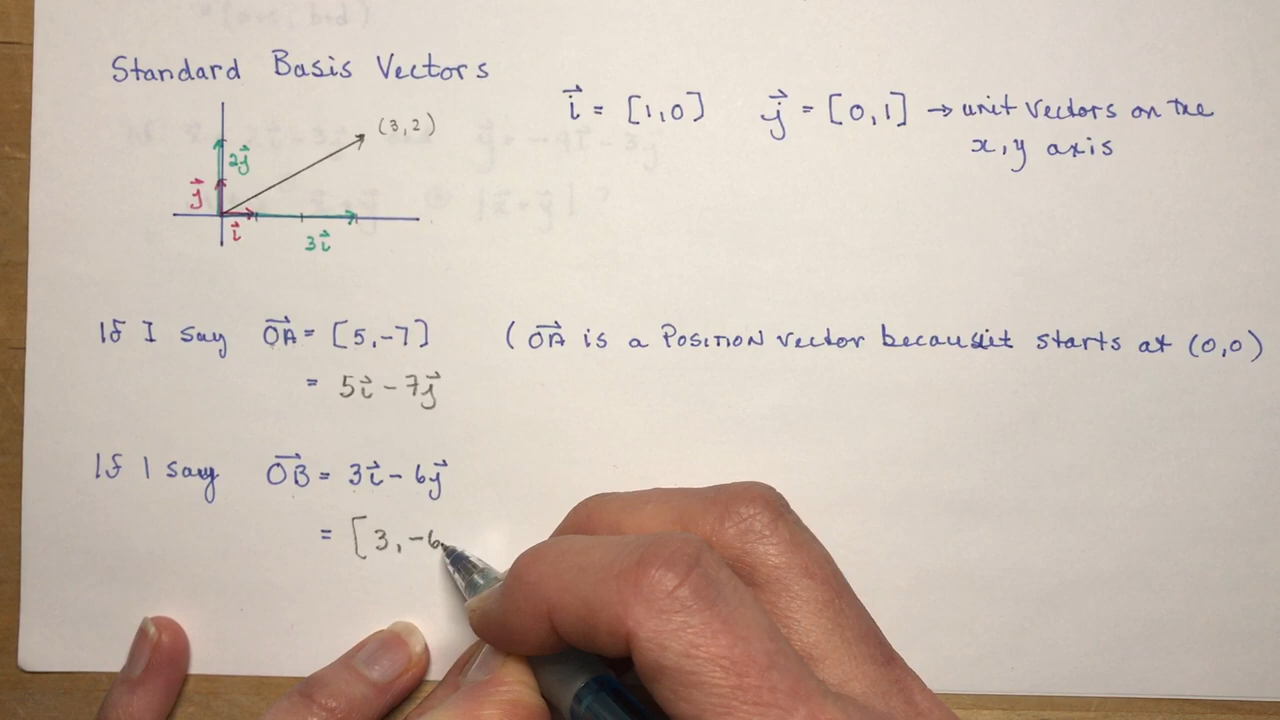 Standard Basis Vectors
i⃗ = [1,0] j⃗ = [0,1] → unit vectors on the
x, y axis
(3,2)
2j⃗
j⃗
i⃗
3i⃗
If I say OA⃗ = [5,-7] (OA⃗ is a Position vector because it starts at (0,0)
= 5i⃗ - 7j⃗
If I say OB⃗ = 3i⃗ - 6j⃗
= [3,-6